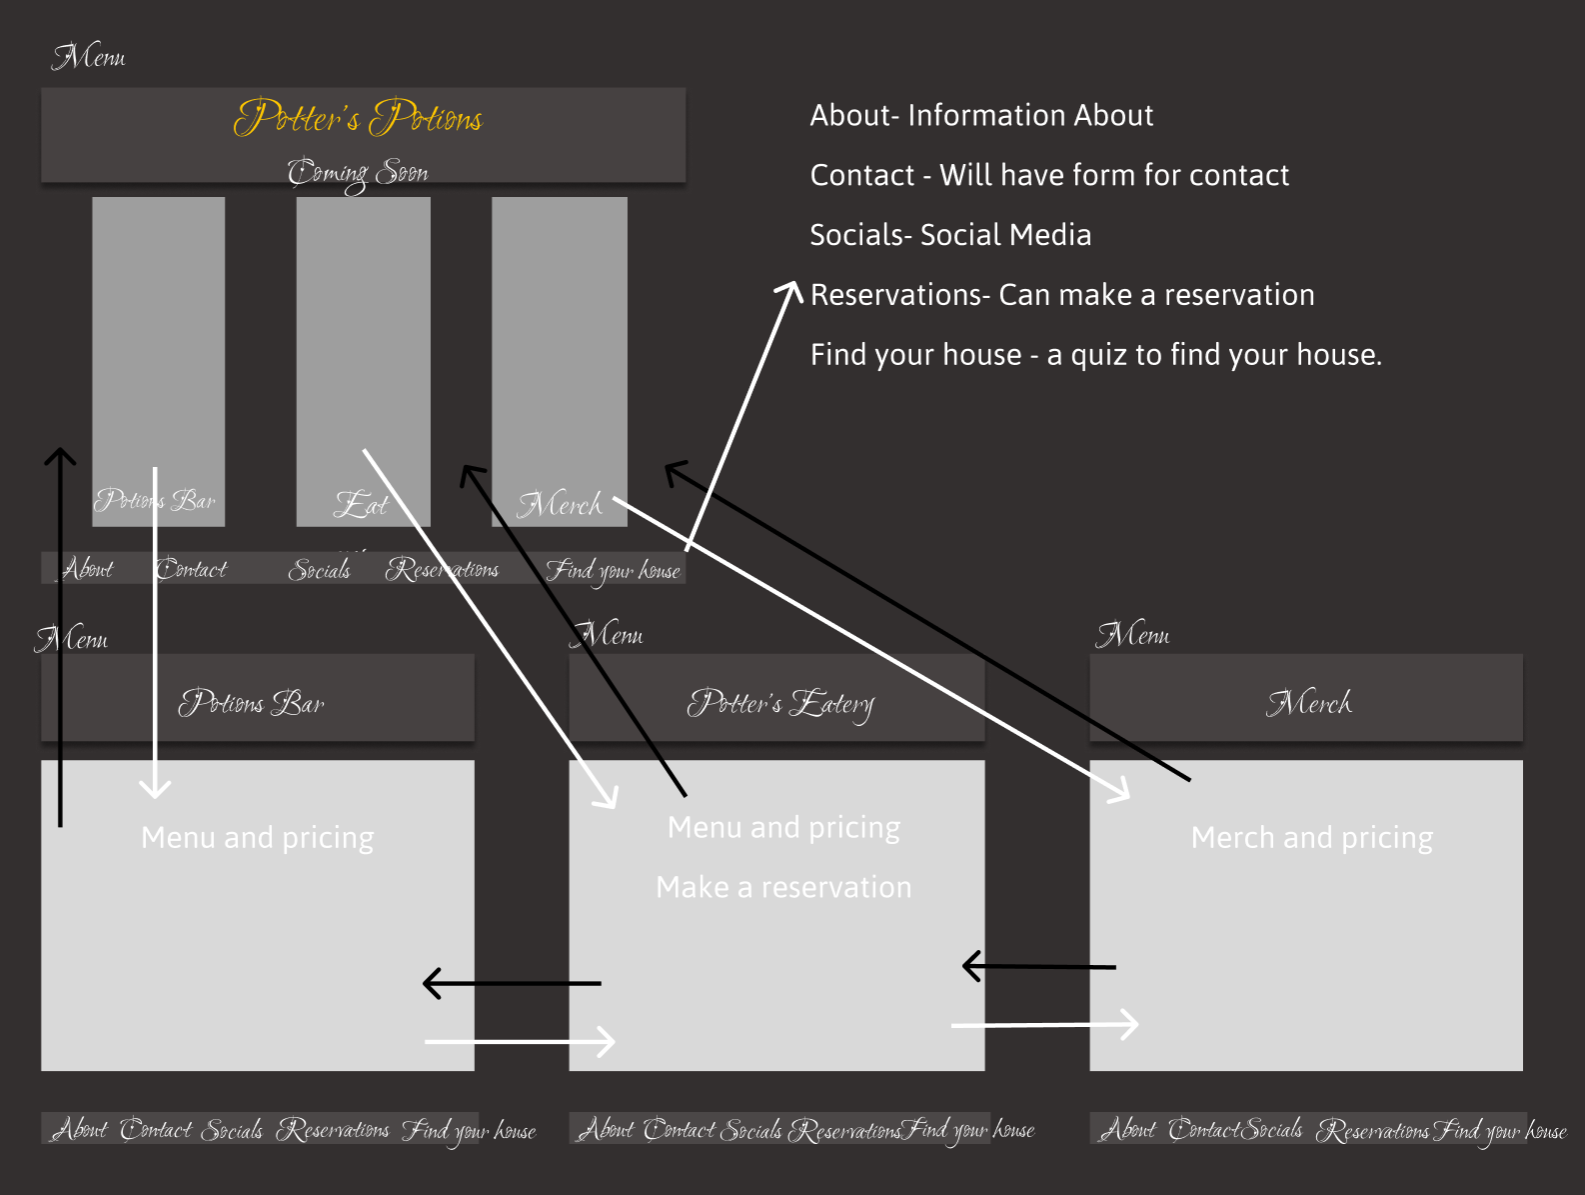 Menu
Potter's Potions
Coming Soon
About- Information About
Contact - Will have form for contact
Socials- Social Media
Reservations- Can make a reservation
Find your house - a quiz to find your house.
Potions Bar
Eat
Merch
About Contact Socials Reservations Find your house
Menu
Potions Bar
Menu and pricing
About Contact Socials Reservations Find your house
Menu
Potter's Eatery
Menu and pricing
Make a reservation
About Contact Socials Reservations Find your house
Menu
Merch
Merch and pricing
About Contact Socials Reservations Find your house